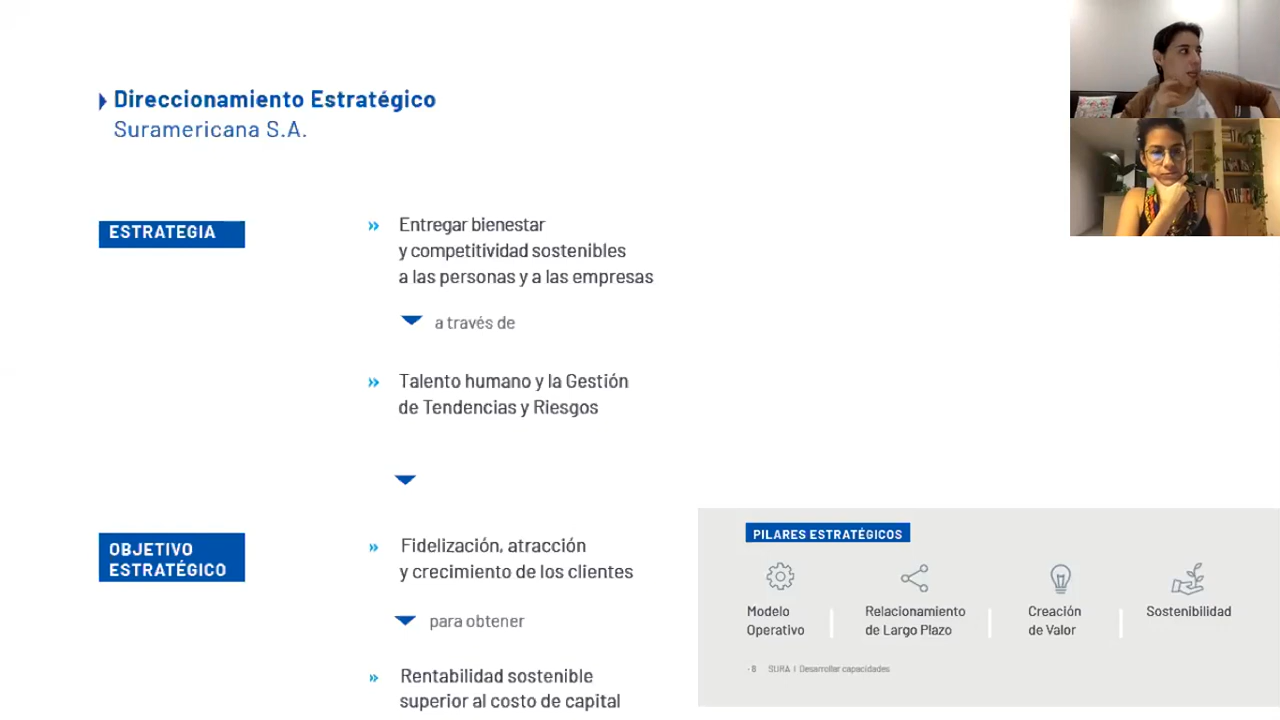 Direccionamiento Estratégico
Suramericana S.A.
ESTRATEGIA
Entregar bienestar
y competitividad sostenibles
a las personas y a las empresas
a través de
Talento humano y la Gestión
de Tendencias y Riesgos
OBJETIVO
ESTRATÉGICO
Fidelización, atracción
y crecimiento de los clientes
para obtener
Rentabilidad sostenible
superior al costo de capital
PILARES ESTRATÉGICOS
Modelo
Operativo
Relacionamiento
de Largo Plazo
Creación
de Valor
Sostenibilidad
· 8 SURA I Desarrollar capacidades